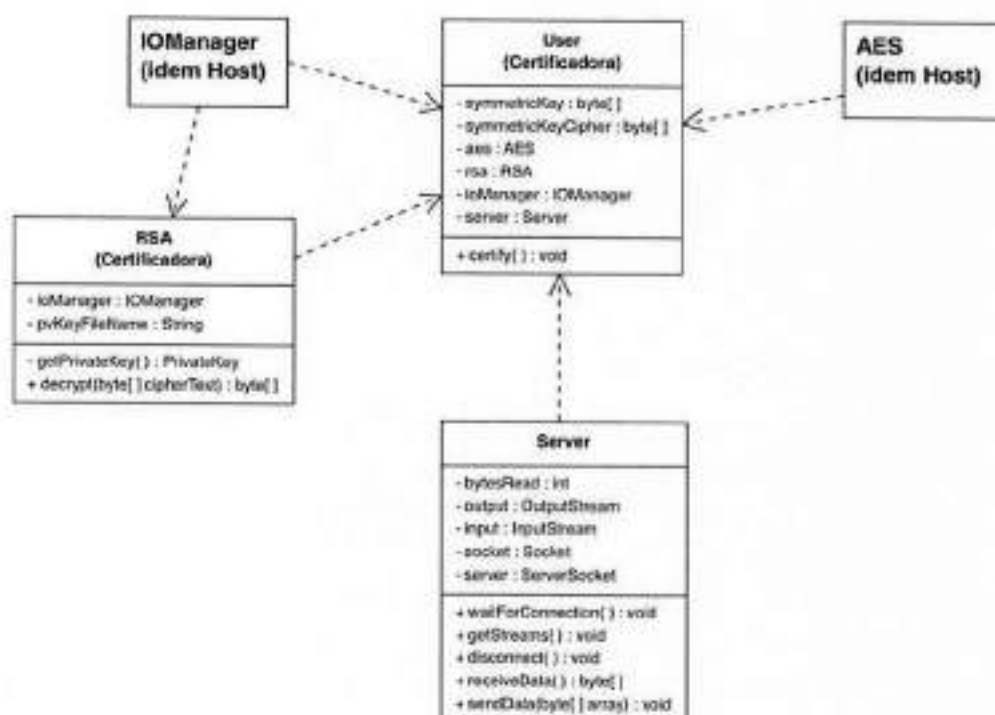 IOManager
(idem Host)
User
(Certificadora)
- symmetricKey : byte[ ]
- symmetricKeyCipher : byte[ ]
- aes : AES
- rsa : RSA
- ioManager : IOManager
- server : Server
+ certify( ) : void
AES
(idem Host)
RSA
(Certificadora)
- ioManager : IOManager
- pvKeyFileName : String
- getPrivateKey( ) : PrivateKey
+ decrypt(byte[ ] cipherText) : byte[ ]
Server
- bytesRead : int
- output : OutputStream
- input : InputStream
- socket : Socket
- server : ServerSocket
+ waitForConnection( ) : void
+ getStreams( ) : void
+ disconnect( ) : void
+ receiveData( ) : byte[ ]
+ sendData(byte[ ] array) : void